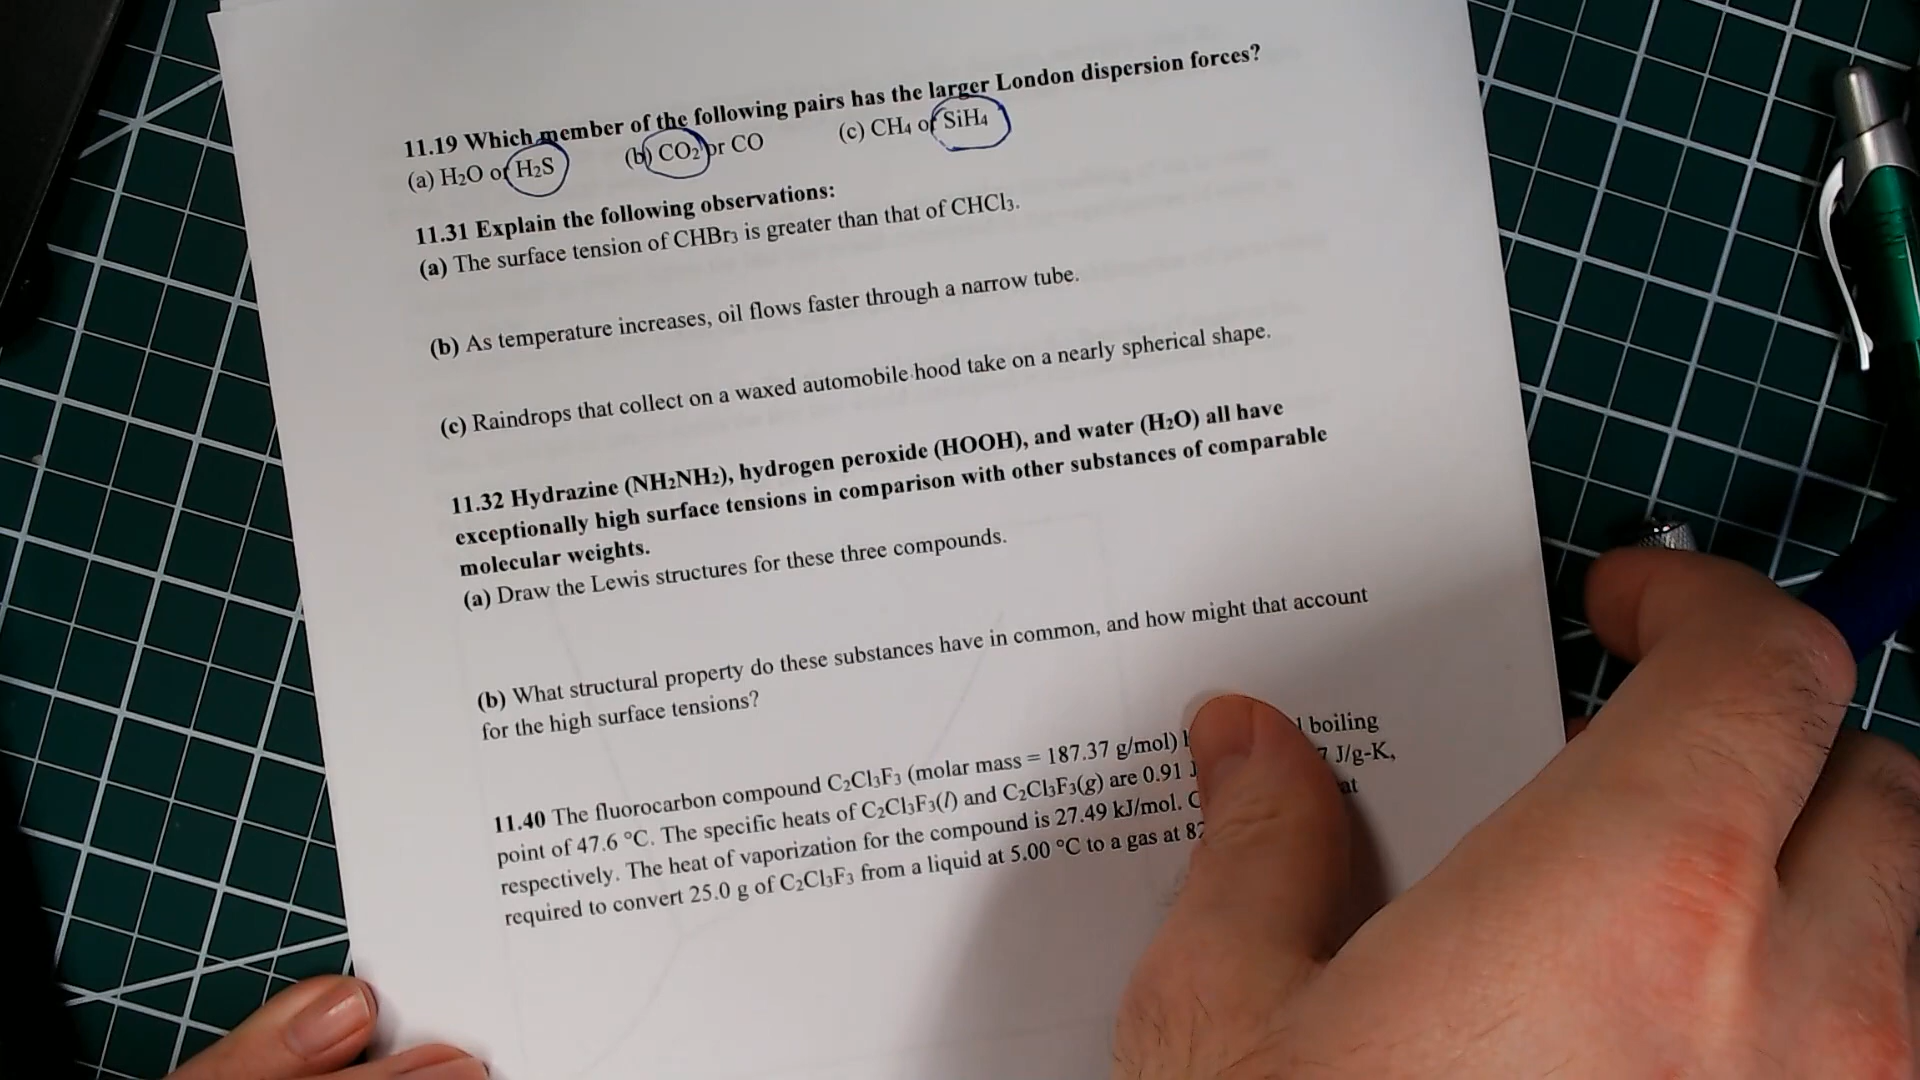 11.19 Which member of the following pairs has the larger London dispersion forces?
(a) H₂O or H₂S (b) CO₂ or CO (c) CH₄ or SiH₄
11.31 Explain the following observations:
(a) The surface tension of CHBr₃ is greater than that of CHCl₃.
(b) As temperature increases, oil flows faster through a narrow tube.
(c) Raindrops that collect on a waxed automobile hood take on a nearly spherical shape.
11.32 Hydrazine (NH₂NH₂), hydrogen peroxide (HOOH), and water (H₂O) all have
exceptionally high surface tensions in comparison with other substances of comparable
molecular weights.
(a) Draw the Lewis structures for these three compounds.
(b) What structural property do these substances have in common, and how might that account
for the high surface tensions?
11.40 The fluorocarbon compound C₂Cl₃F₃ (molar mass = 187.37 g/mol) boiling
point of 47.6 °C. The specific heats of C₂Cl₃F₃(l) and C₂Cl₃F₃(g) are 0.91 J/g-K,
respectively. The heat of vaporization for the compound is 27.49 kJ/mol.
required to convert 25.0 g of C₂Cl₃F₃ from a liquid at 5.00 °C to a gas at